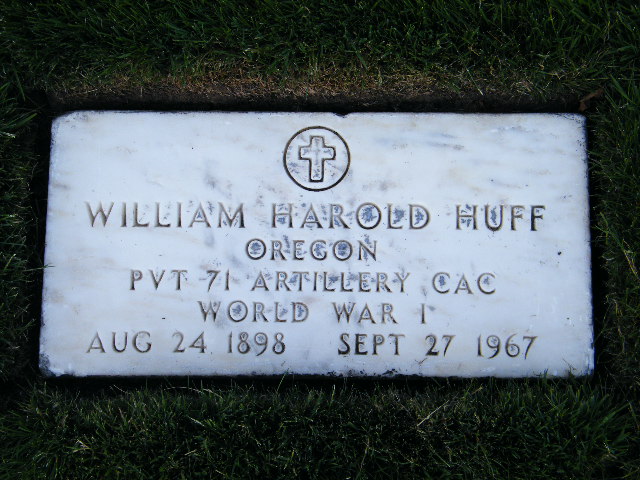 WILLIAM HAROLD HUFF
OREGON
PVT 71 ARTILLERY CAC
WORLD WAR I
AUG 24 1898 SEPT 27 1967